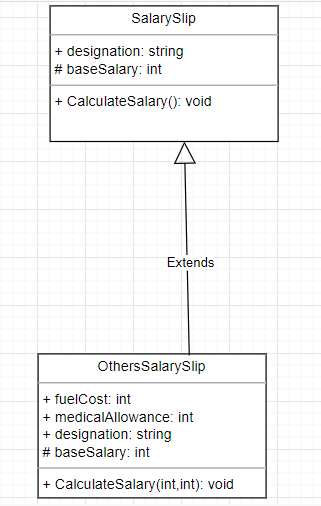 SalarySlip
+ designation: string
# baseSalary: int
+ CalculateSalary(): void
Extends
OthersSalarySlip
+ fuelCost: int
+ medicalAllowance: int
+ designation: string
# baseSalary: int
+ CalculateSalary(int,int): void